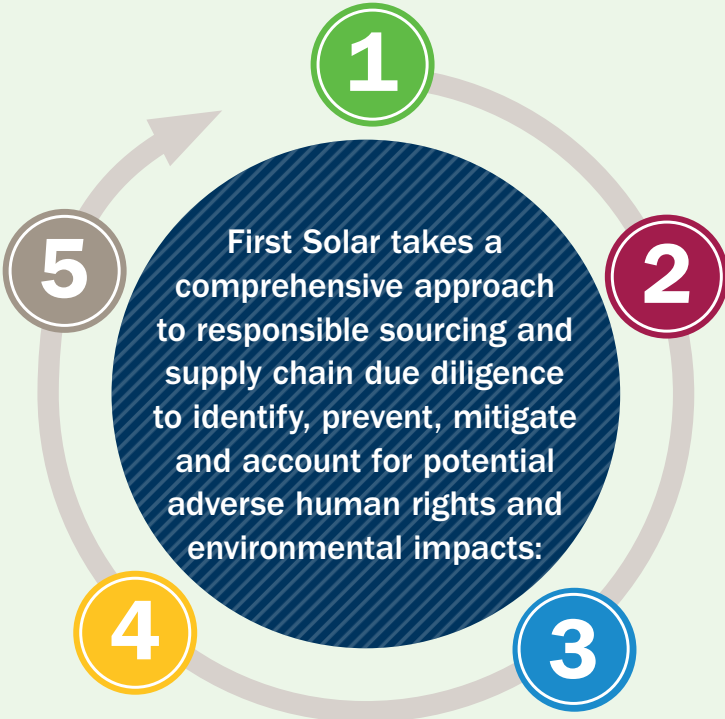 1
2
3
4
5
First Solar takes a
comprehensive approach
to responsible sourcing and
supply chain due diligence
to identify, prevent, mitigate
and account for potential
adverse human rights and
environmental impacts: